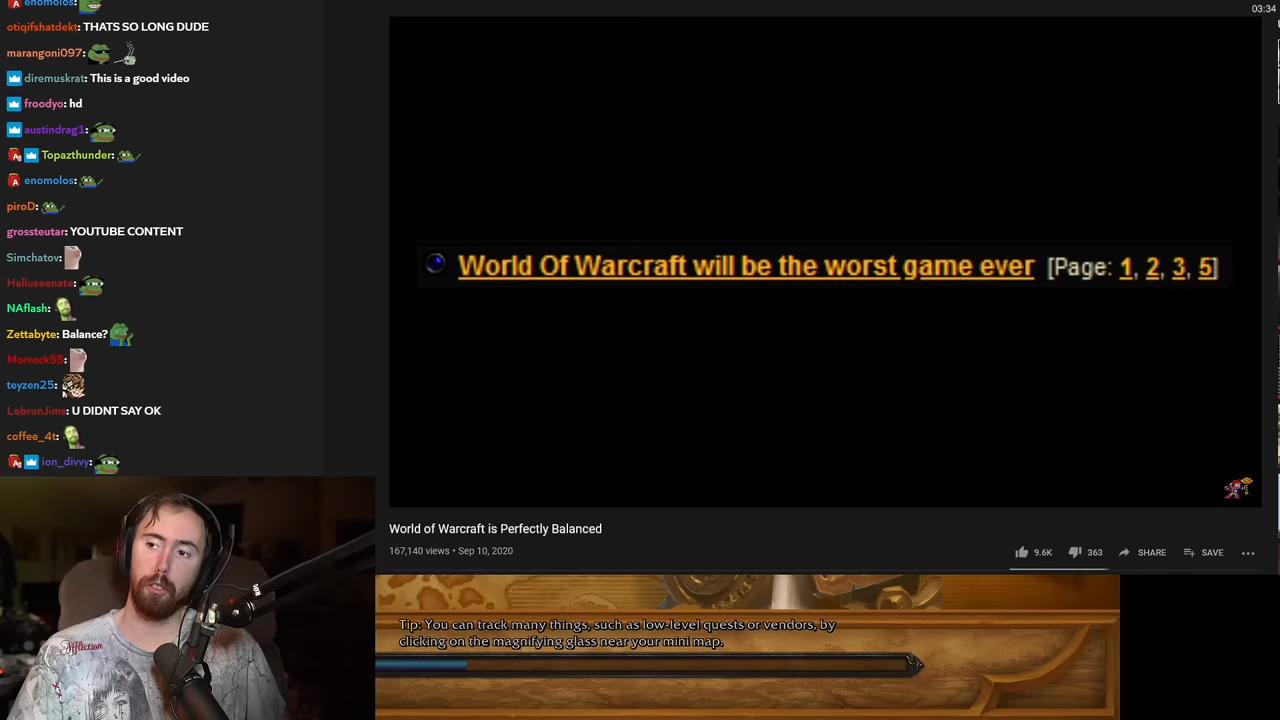 enomolos:
otiqifshatdekt: THATS SO LONG DUDE
marangoni097:
diremuskrat: This is a good video
froodyo: hd
austindrag1:
Topazthunder:
enomolos:
piroD:
grossteutar: YOUTUBE CONTENT
Simchatov:
Halluseenate:
NAflash:
Zettabyte: Balance?
Morrock55:
teyzen25:
LebrunJims: U DIDNT SAY OK
coffee_4t:
ion_divvy:
03:34
World Of Warcraft will be the worst game ever [Page: 1, 2, 3, 5]
World of Warcraft is Perfectly Balanced
167,140 views • Sep 10, 2020
9.6K 363 SHARE SAVE
Tip: You can track many things, such as low-level quests or vendors, by
clicking on the magnifying glass near your mini map.
Affliction